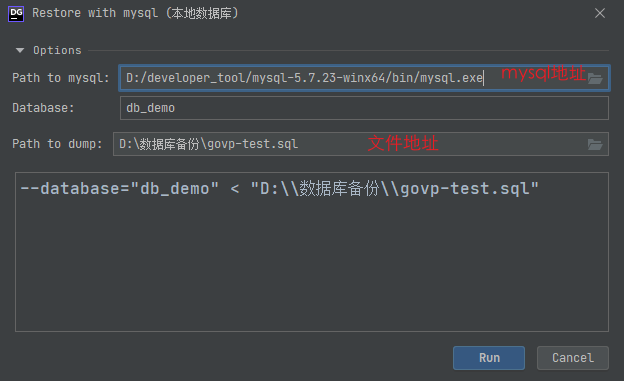 DG Restore with mysql (本地数据库)
Options
Path to mysql: D:/developer_tool/mysql-5.7.23-winx64/bin/mysql.exe mysql地址
Database: db_demo
Path to dump: D:\数据库备份\govp-test.sql 文件地址
--database="db_demo" < "D:\\数据库备份\\govp-test.sql"
Run Cancel